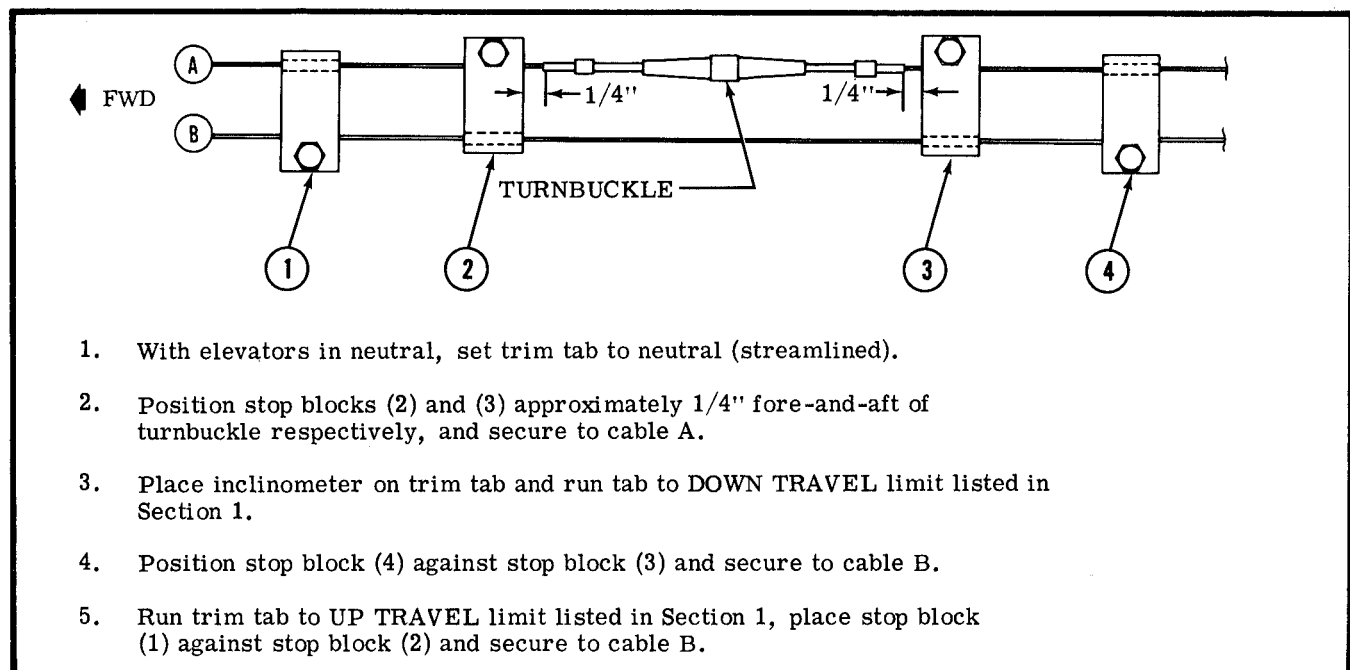 A
FWD
B
1/4"
1/4"
TURNBUCKLE
1
2
3
4
1. With elevators in neutral, set trim tab to neutral (streamlined).
2. Position stop blocks (2) and (3) approximately 1/4" fore-and-aft of
turnbuckle respectively, and secure to cable A.
3. Place inclinometer on trim tab and run tab to DOWN TRAVEL limit listed in
Section 1.
4. Position stop block (4) against stop block (3) and secure to cable B.
5. Run trim tab to UP TRAVEL limit listed in Section 1, place stop block
(1) against stop block (2) and secure to cable B.